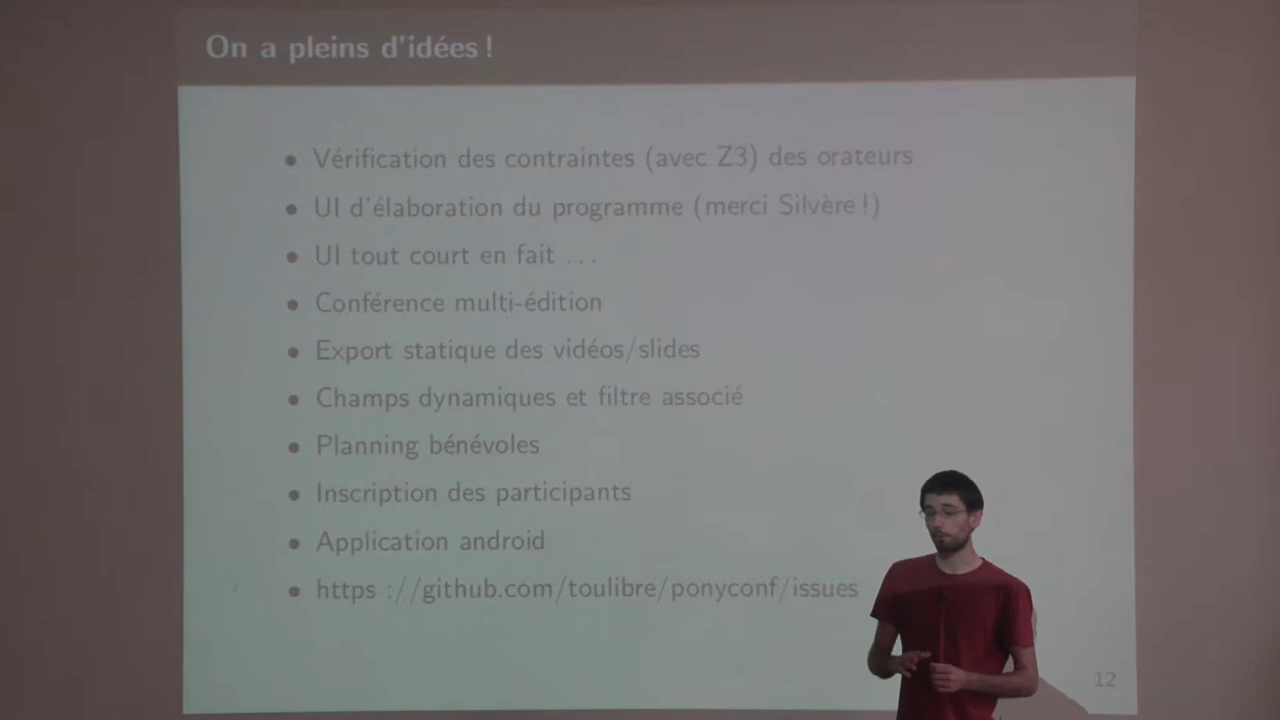 On a pleins d'idées !
• Vérification des contraintes (avec Z3) des orateurs
• UI d'élaboration du programme (merci Silvère !)
• UI tout court en fait ...
• Conférence multi-édition
• Export statique des vidéos/slides
• Champs dynamiques et filtre associé
• Planning bénévoles
• Inscription des participants
• Application android
• https ://github.com/toulibre/ponyconf/issues
12